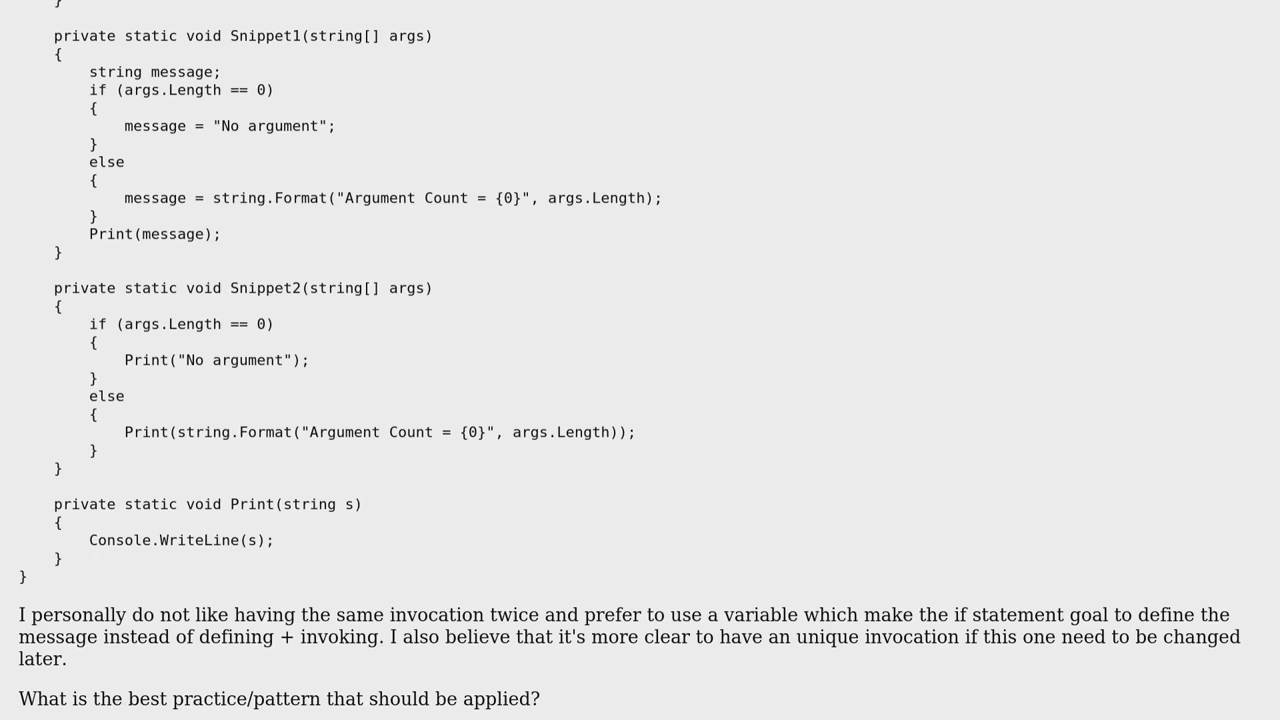 }
private static void Snippet1(string[] args)
{
string message;
if (args.Length == 0)
{
message = "No argument";
}
else
{
message = string.Format("Argument Count = {0}", args.Length);
}
Print(message);
}
private static void Snippet2(string[] args)
{
if (args.Length == 0)
{
Print("No argument");
}
else
{
Print(string.Format("Argument Count = {0}", args.Length));
}
}
private static void Print(string s)
{
Console.WriteLine(s);
}
}
I personally do not like having the same invocation twice and prefer to use a variable which make the if statement goal to define the
message instead of defining + invoking. I also believe that it's more clear to have an unique invocation if this one need to be changed
later.
What is the best practice/pattern that should be applied?